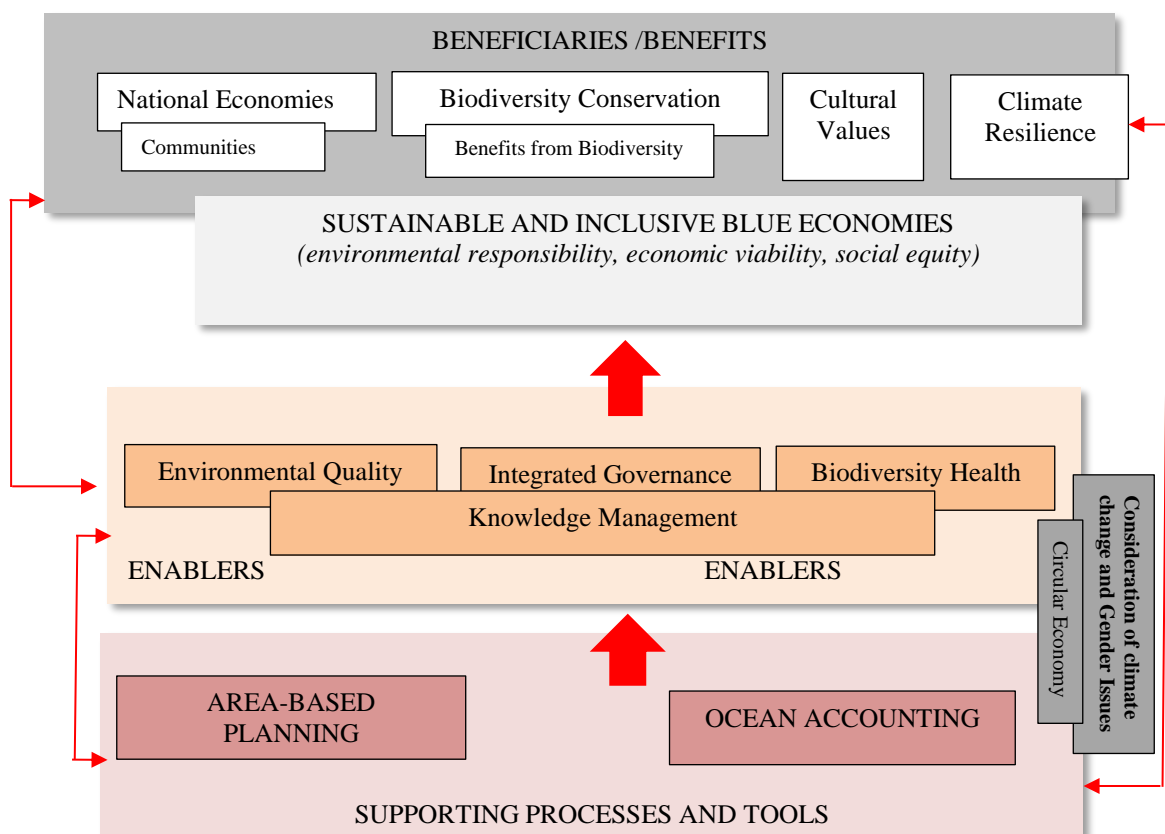 BENEFICIARIES /BENEFITS
National Economies
Communities
Biodiversity Conservation
Benefits from Biodiversity
Cultural
Values
Climate
Resilience
SUSTAINABLE AND INCLUSIVE BLUE ECONOMIES
(environmental responsibility, economic viability, social equity)
Environmental Quality
Integrated Governance
Biodiversity Health
Knowledge Management
ENABLERS
ENABLERS
Consideration of climate
change and Gender Issues
Circular Economy
AREA-BASED
PLANNING
OCEAN ACCOUNTING
SUPPORTING PROCESSES AND TOOLS